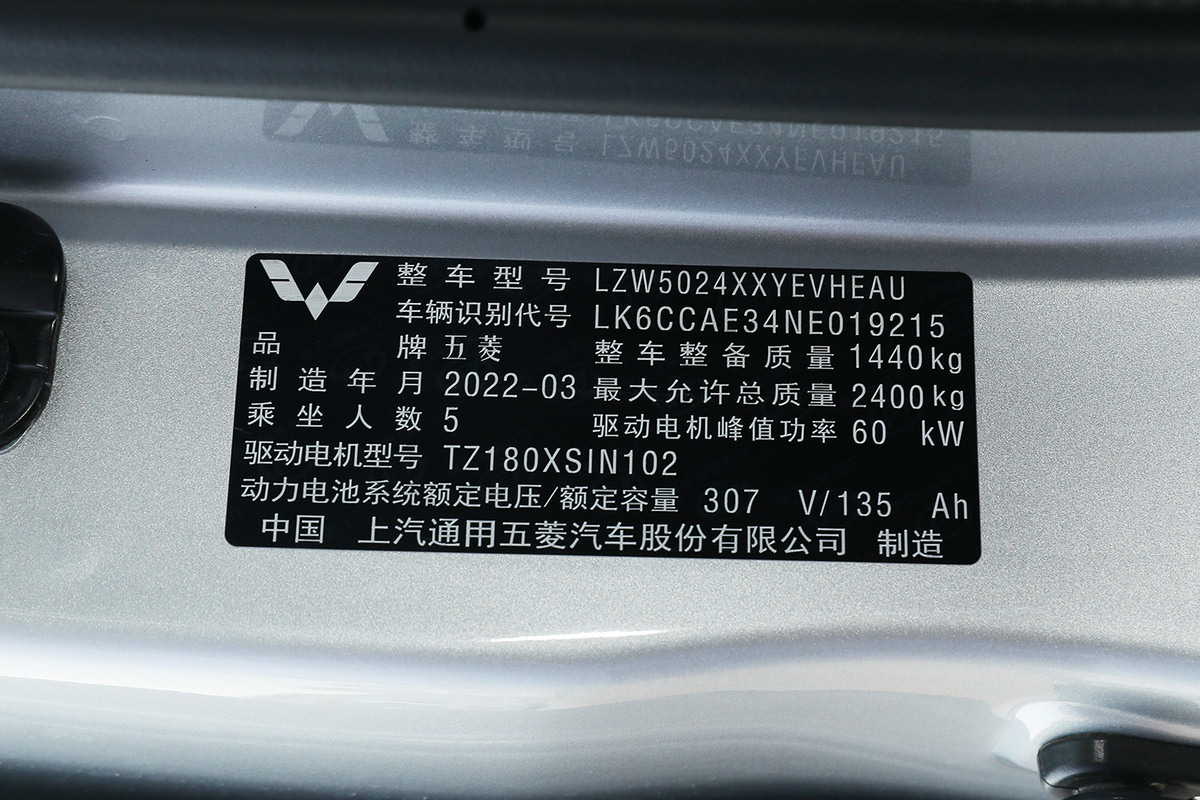 整车型号 LZW5024XXYEVHEAU
车辆识别代号 LK6CCAE34NE019215
品牌 五菱 整车整备质量 1440kg
制造年月 2022-03 最大允许总质量 2400kg
乘坐人数 5 驱动电机峰值功率 60 kW
驱动电机型号 TZ180XSIN102
动力电池系统额定电压/额定容量 307 V/135 Ah
中国 上汽通用五菱汽车股份有限公司 制造